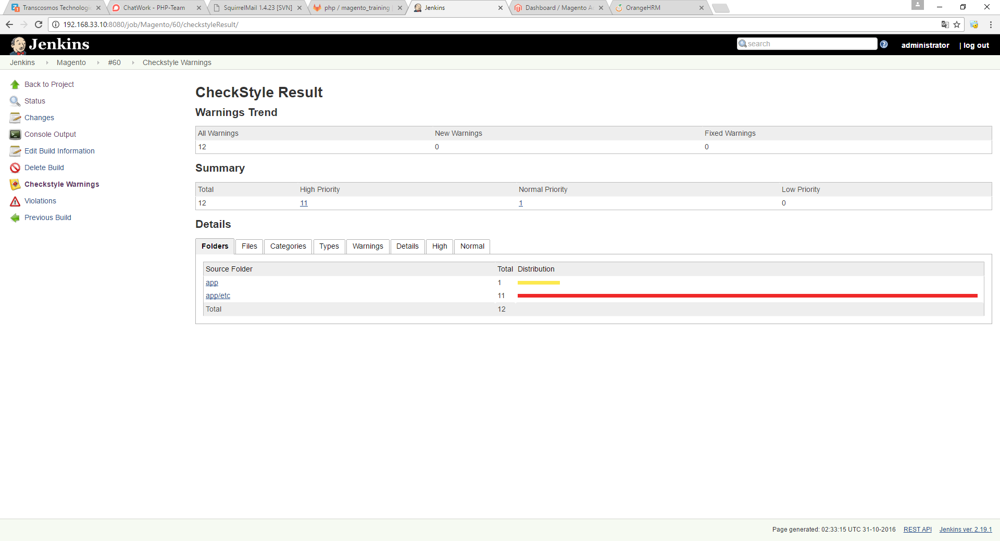 Transcosmos Technologi
ChatWork - PHP-Team
SquirrelMail 1.4.23 [SVN]
php / magento_training
Jenkins
Dashboard / Magento A
OrangeHRM
192.168.33.10:8080/job/Magento/60/checkstyleResult/
Jenkins
search
administrator
| log out
Jenkins Magento #60 Checkstyle Warnings
Back to Project
Status
Changes
Console Output
Edit Build Information
Delete Build
Checkstyle Warnings
Violations
Previous Build
CheckStyle Result
Warnings Trend
All Warnings New Warnings Fixed Warnings
12 0 0
Summary
Total High Priority Normal Priority Low Priority
12 11 1 0
Details
Folders Files Categories Types Warnings Details High Normal
Source Folder Total Distribution
app 1
app/etc 11
Total 12
Page generated: 02:33:15 UTC 31-10-2016 REST API Jenkins ver. 2.19.1